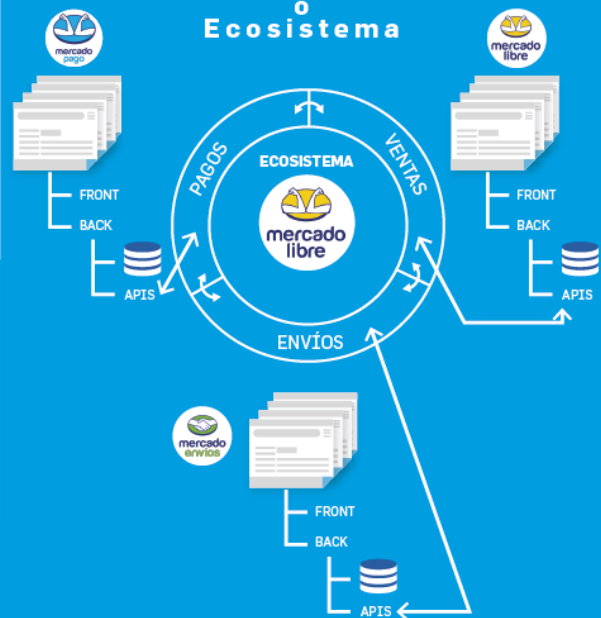 o
Ecosistema
mercado
pago
mercado
libre
PAGOS
VENTAS
ECOSISTEMA
mercado
libre
FRONT
BACK
APIS
FRONT
BACK
APIS
ENVÍOS
mercado
envios
FRONT
BACK
APIS